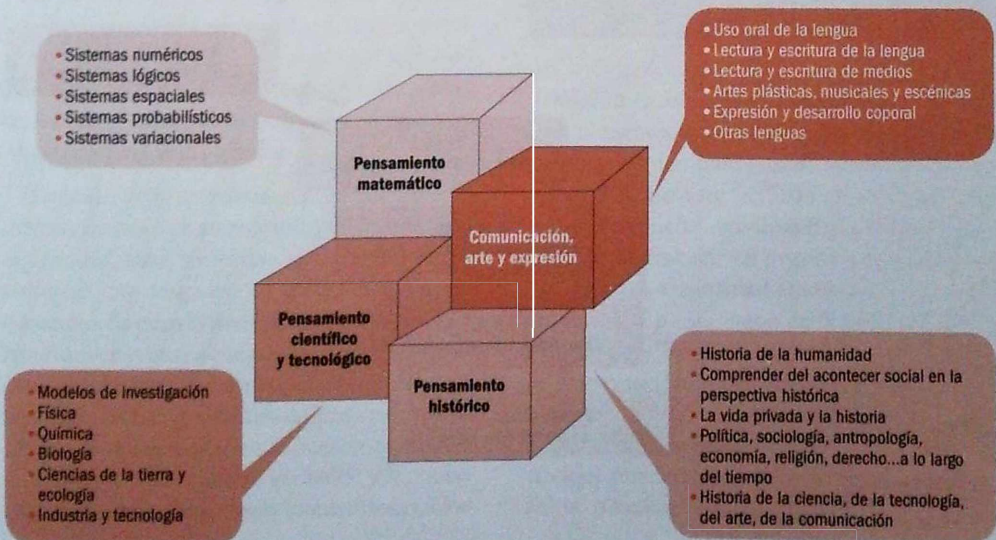 • Sistemas numéricos
• Sistemas lógicos
• Sistemas espaciales
• Sistemas probabilísticos
• Sistemas variacionales
• Uso oral de la lengua
• Lectura y escritura de la lengua
• Lectura y escritura de medios
• Artes plásticas, musicales y escénicas
• Expresión y desarrollo coporal
• Otras lenguas
Pensamiento
matemático
Comunicación,
arte y expresión
Pensamiento
científico
y tecnológico
Pensamiento
histórico
• Modelos de investigación
• Física
• Química
• Biología
• Ciencias de la tierra y
ecología
• Industria y tecnología
• Historia de la humanidad
• Comprender del acontecer social en la
perspectiva histórica
• La vida privada y la historia
• Política, sociología, antropología,
economía, religión, derecho...a lo largo
del tiempo
• Historia de la ciencia, de la tecnología,
del arte, de la comunicación